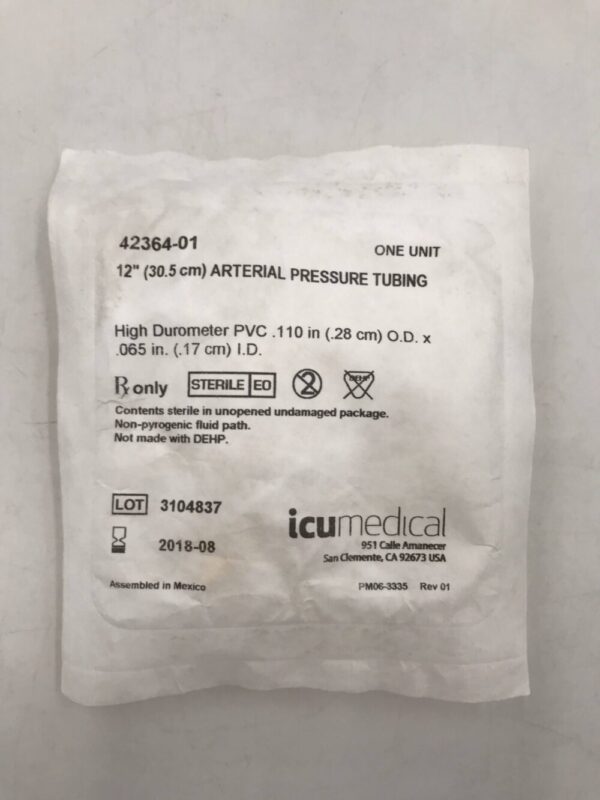 42364-01
ONE UNIT
12" (30.5 cm) ARTERIAL PRESSURE TUBING
High Durometer PVC .110 in (.28 cm) O.D. x
.065 in. (.17 cm) I.D.
℞ only STERILE EO 2 DEHP
Contents sterile in unopened undamaged package.
Non-pyrogenic fluid path.
Not made with DEHP.
LOT 3104837
2018-08
icumedical
951 Calle Amanecer
San Clemente, CA 92673 USA
Assembled in Mexico
PM06-3335 Rev 01